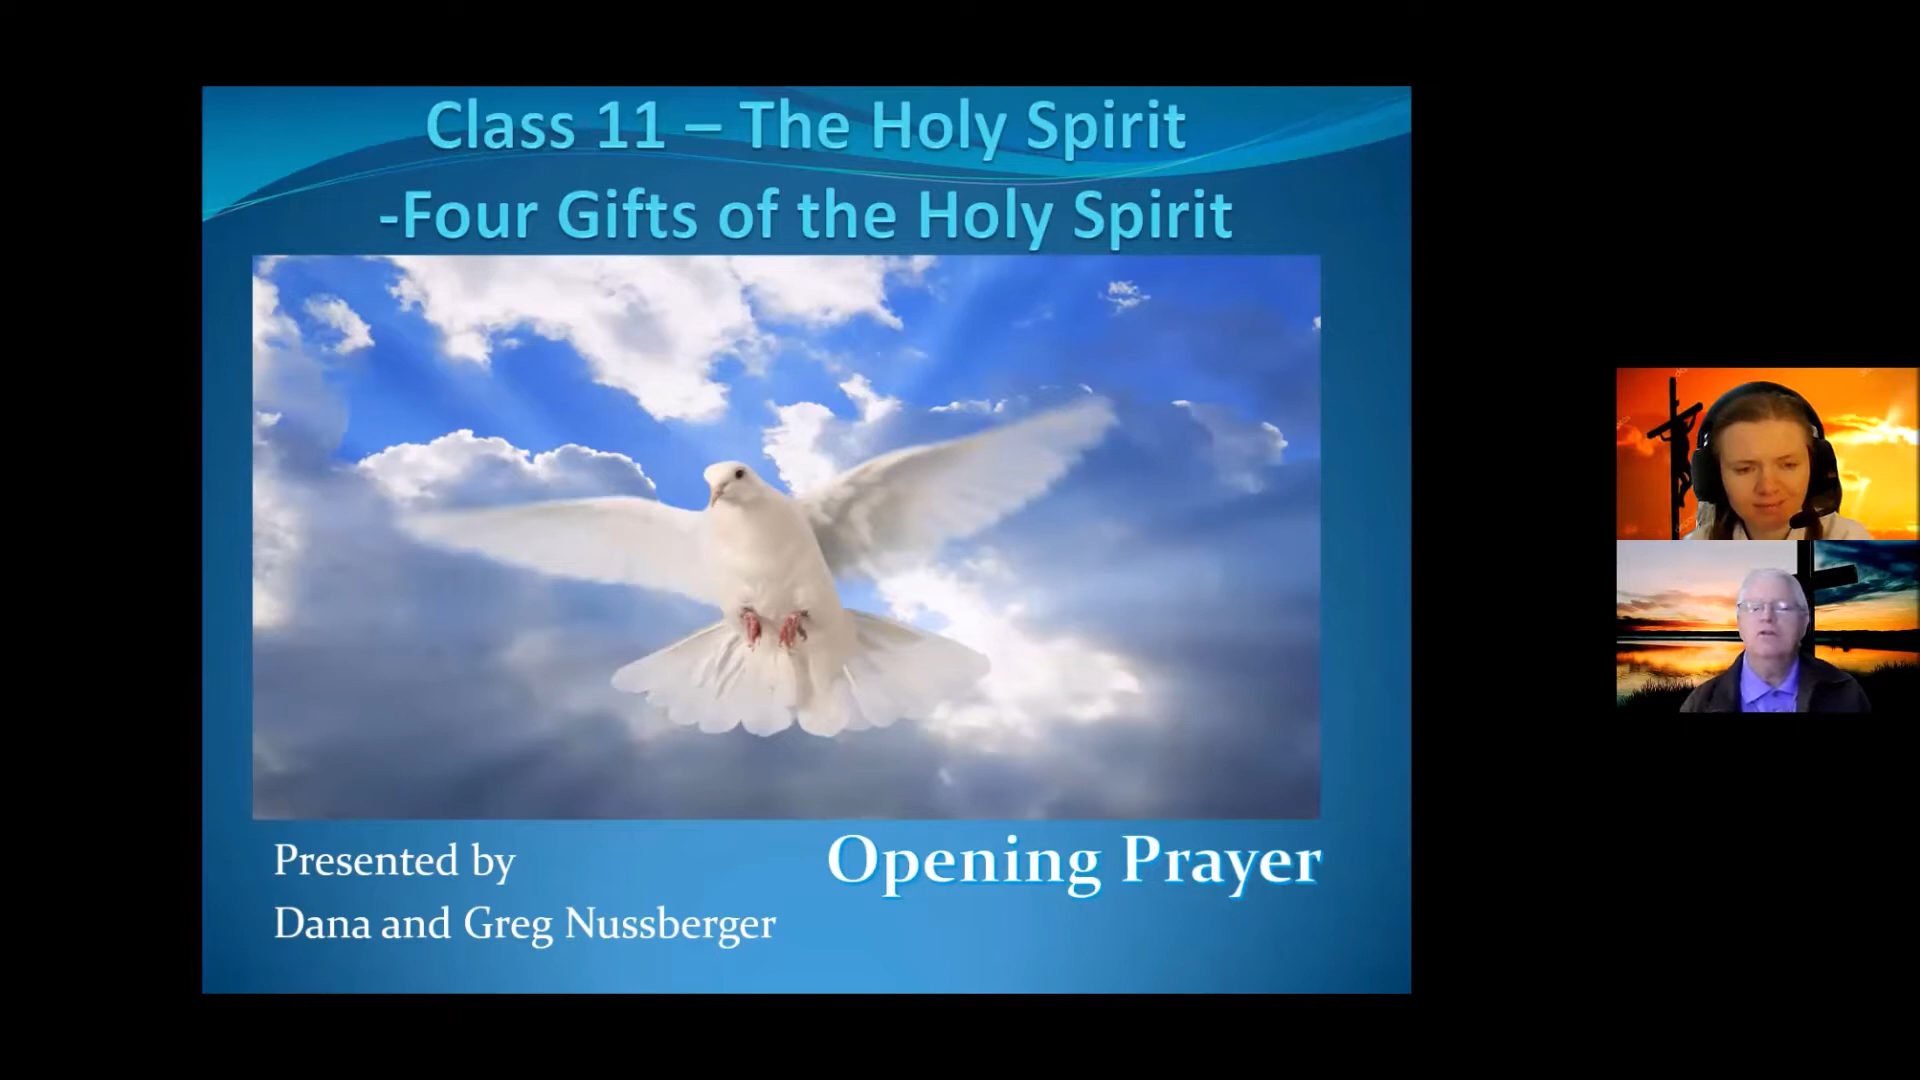 Class 11 – The Holy Spirit
-Four Gifts of the Holy Spirit
Presented by
Opening Prayer
Dana and Greg Nussberger